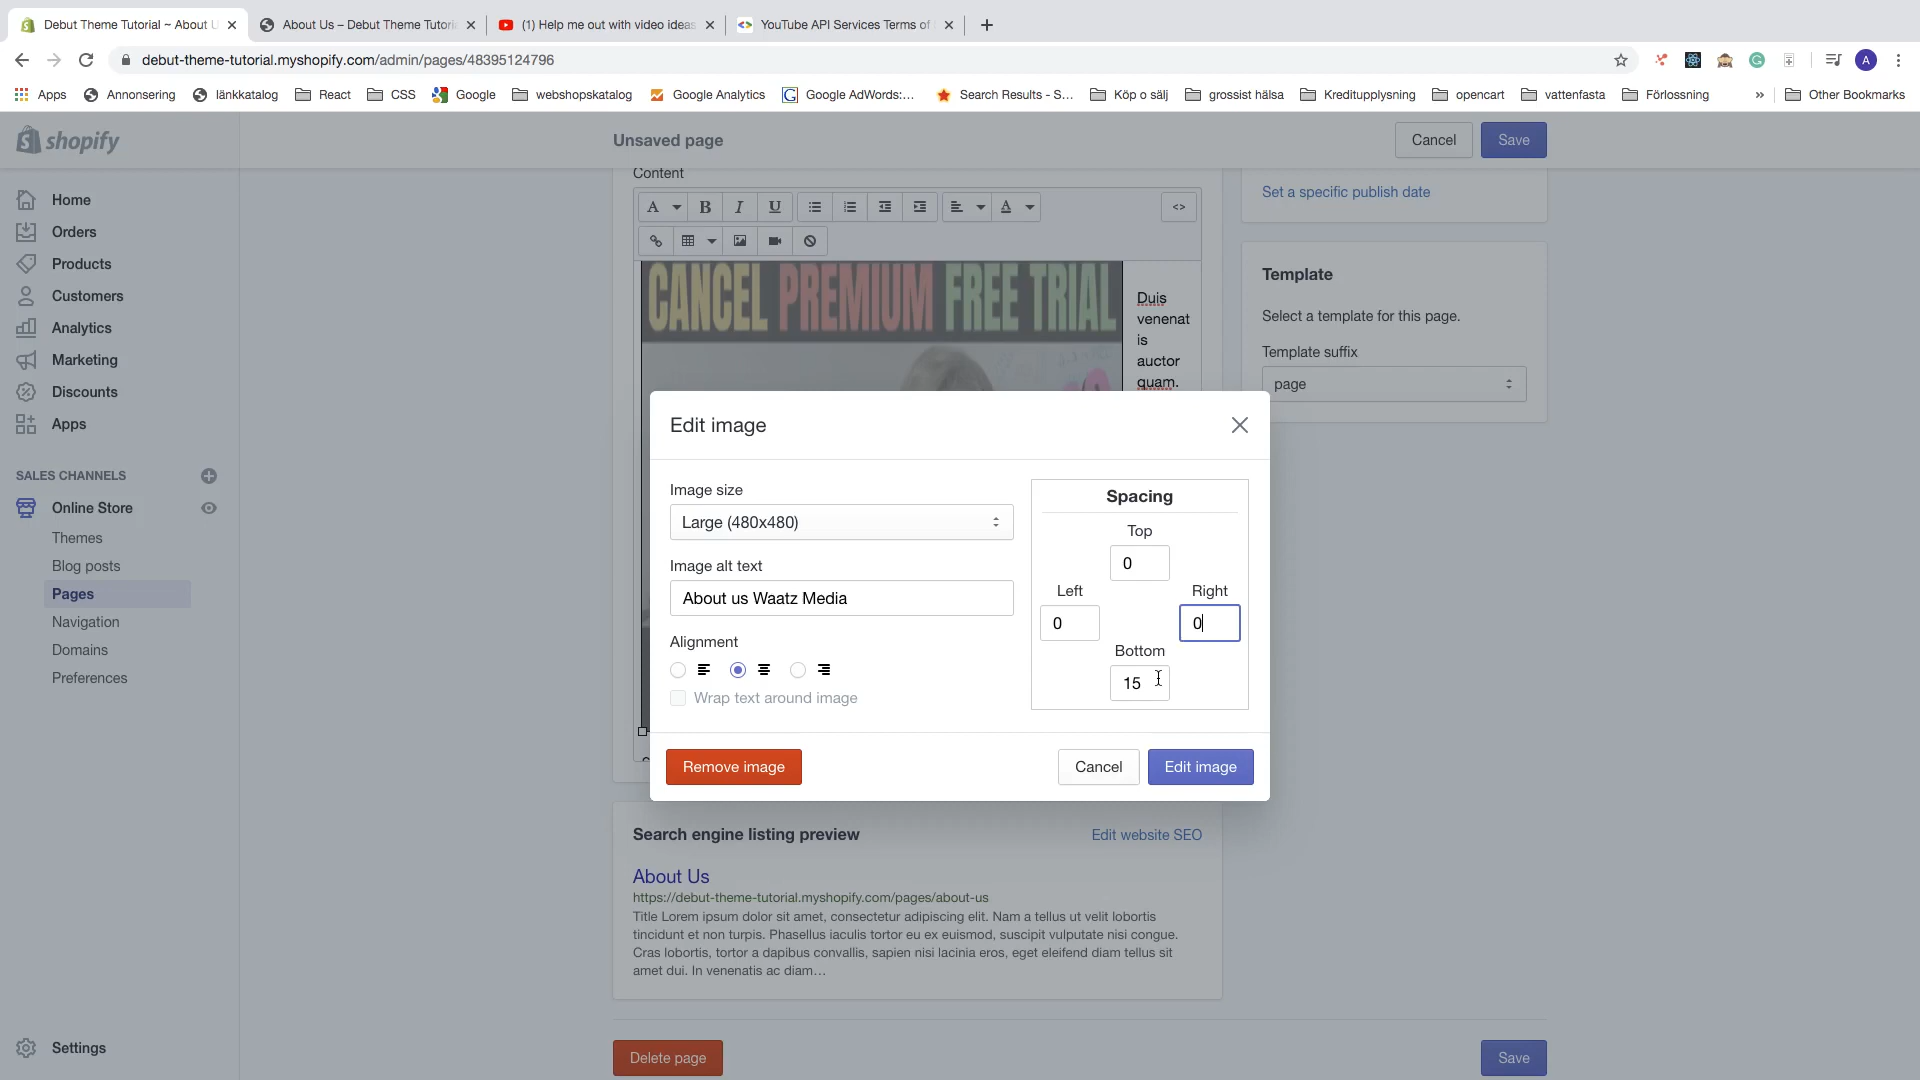 Debut Theme Tutorial ~ About U
About Us – Debut Theme Tutori
(1) Help me out with video ideas
YouTube API Services Terms of
debut-theme-tutorial.myshopify.com/admin/pages/48395124796
A
Apps
Annonsering
länkkatalog
React
CSS
Google
webshopskatalog
Google Analytics
Google AdWords:…
Search Results - S…
Köp o sälj
grossist hälsa
Kreditupplysning
opencart
vattenfasta
Förlossning
»
Other Bookmarks
shopify
Unsaved page
Cancel
Save
Home
Orders
Products
Customers
Analytics
Marketing
Discounts
Apps
SALES CHANNELS
Online Store
Themes
Blog posts
Pages
Navigation
Domains
Preferences
Settings
Content
A
B
I
U
A
<>
CANCEL PREMIUM FREE TRIAL
Duis
venenat
is
auctor
quam.
Set a specific publish date
Template
Select a template for this page.
Template suffix
page
Edit image
Image size
Large (480x480)
Image alt text
About us Waatz Media
Alignment
Wrap text around image
Spacing
Top
0
Left
0
Right
0
Bottom
15
Remove image
Cancel
Edit image
Search engine listing preview
Edit website SEO
About Us
https://debut-theme-tutorial.myshopify.com/pages/about-us
Title Lorem ipsum dolor sit amet, consectetur adipiscing elit. Nam a tellus ut velit lobortis
tincidunt et non turpis. Phasellus iaculis tortor eu ex euismod, suscipit vulputate nisi congue.
Cras lobortis, tortor a dapibus convallis, sapien nisi lacinia eros, eget eleifend diam tellus sit
amet dui. In venenatis ac diam…
Delete page
Save